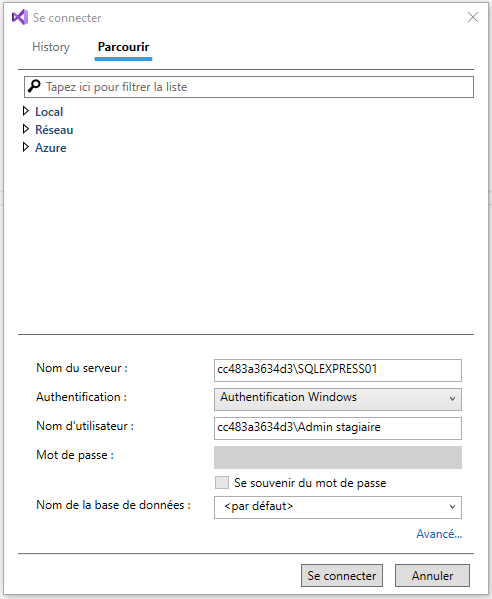 Se connecter
History Parcourir
Tapez ici pour filtrer la liste
Local
Réseau
Azure
Nom du serveur : cc483a3634d3\SQLEXPRESS01
Authentification : Authentification Windows
Nom d'utilisateur : cc483a3634d3\Admin stagiaire
Mot de passe :
Se souvenir du mot de passe
Nom de la base de données : <par défaut>
Avancé...
Se connecter Annuler